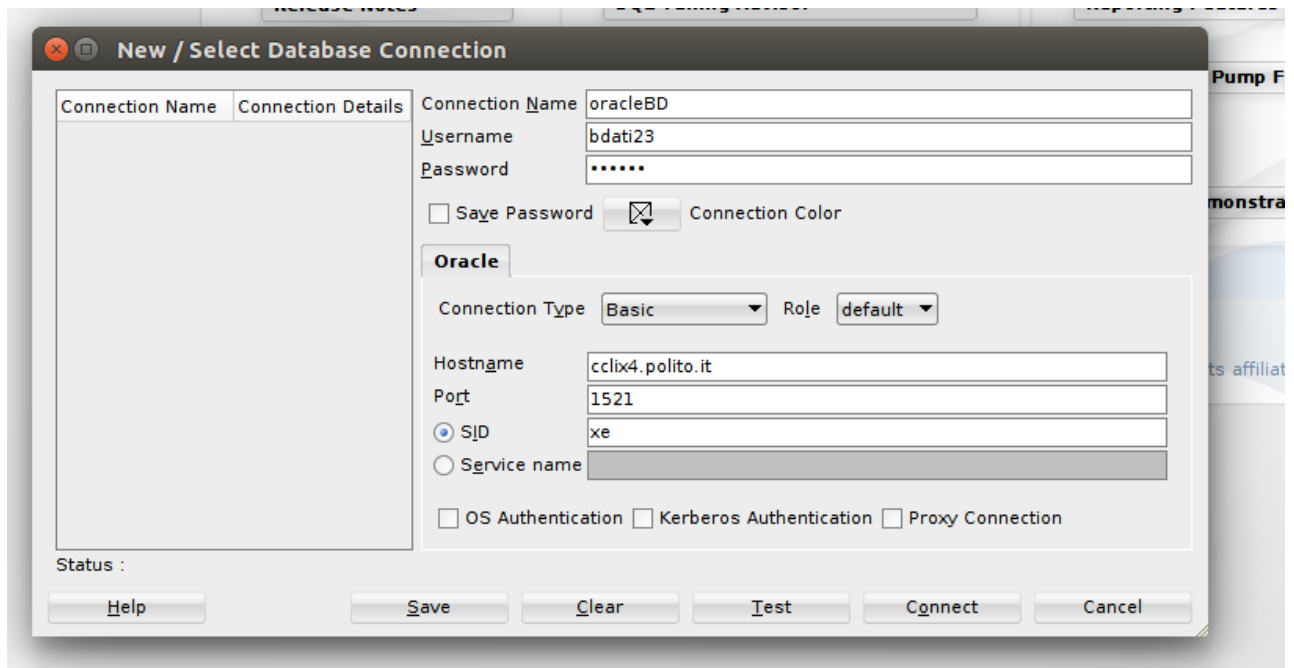 Release Notes
New / Select Database Connection
Pump F
Connection Name Connection Details
Connection Name oracleBD
Username bdati23
Password ••••••
Save Password Connection Color
monstra
Oracle
Connection Type Basic Role default
Hostname cclix4.polito.it
ts affiliat
Port 1521
SID xe
Service name
OS Authentication Kerberos Authentication Proxy Connection
Status :
Help Save Clear Test Connect Cancel